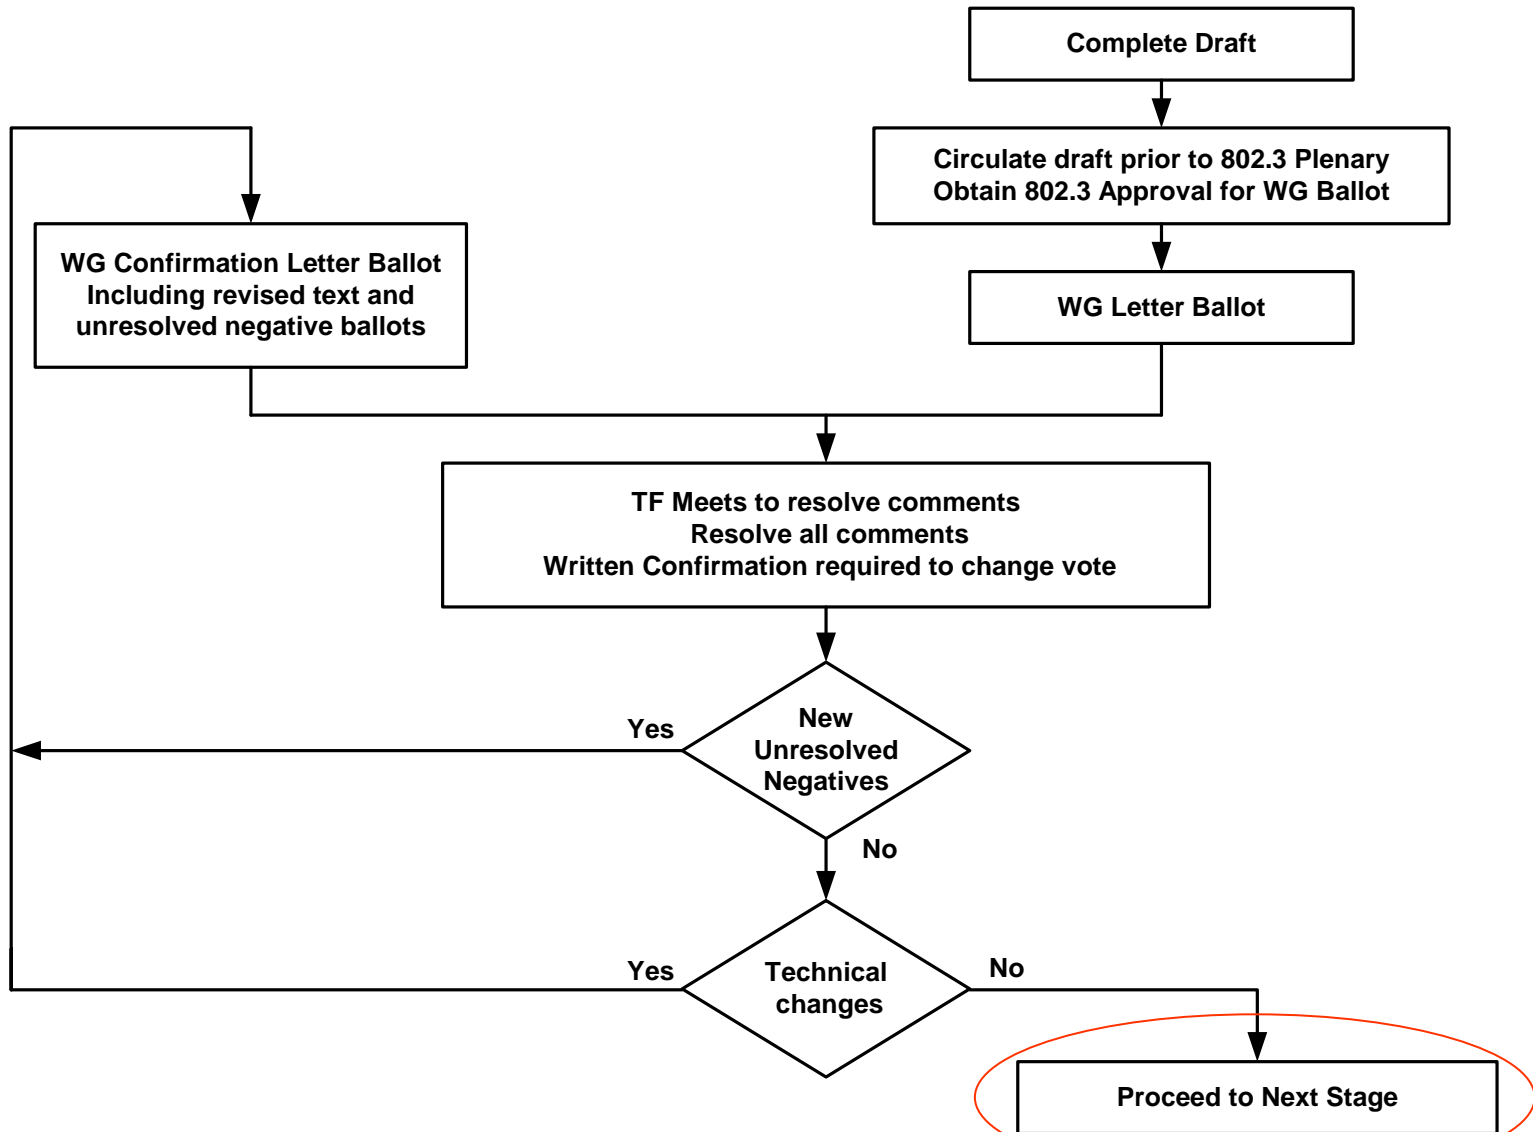 Complete Draft
Circulate draft prior to 802.3 Plenary
Obtain 802.3 Approval for WG Ballot
WG Confirmation Letter Ballot
Including revised text and
unresolved negative ballots
WG Letter Ballot
TF Meets to resolve comments
Resolve all comments
Written Confirmation required to change vote
Yes
New
Unresolved
Negatives
No
Yes
Technical
changes
No
Proceed to Next Stage